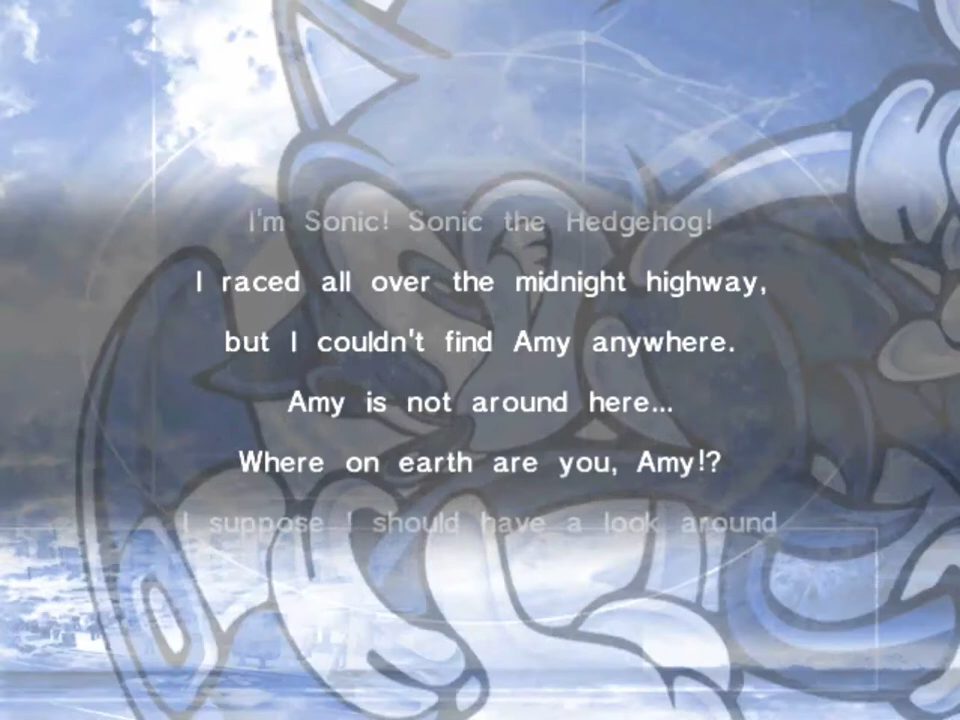 I'm Sonic! Sonic the Hedgehog!
I raced all over the midnight highway,
but I couldn't find Amy anywhere.
Amy is not around here...
Where on earth are you, Amy!?
I suppose I should have a look around